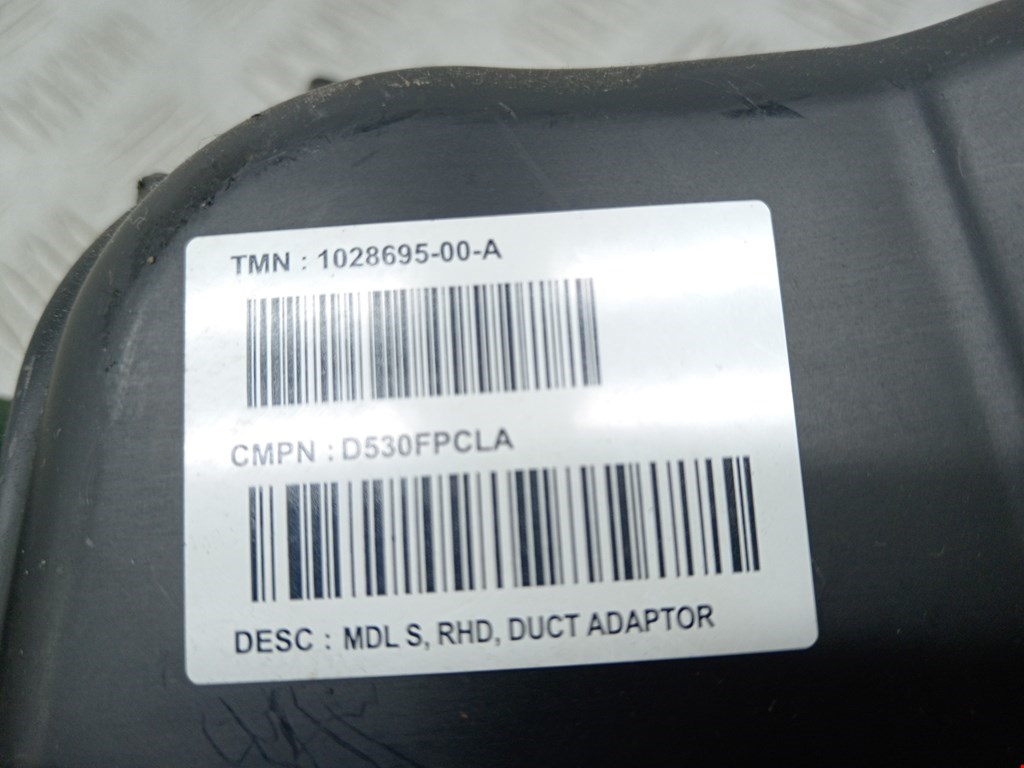 TMN : 1028695-00-A
CMPN : D530FPCLA
DESC : MDL S, RHD, DUCT ADAPTOR